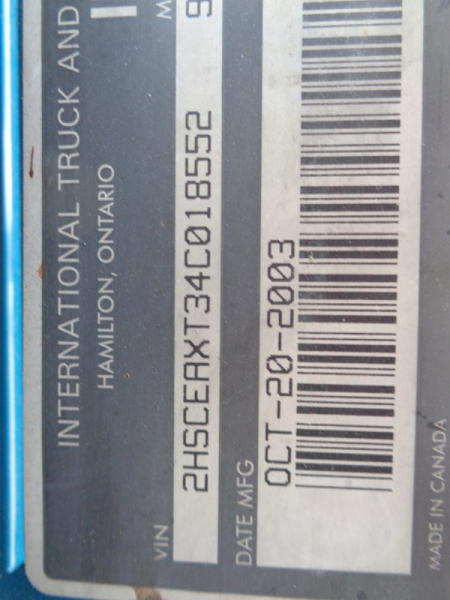 INTERNATIONAL TRUCK AND
HAMILTON, ONTARIO
VIN
2HSCEAXT34C018552
DATE MFG
OCT-20-2003
MADE IN CANADA